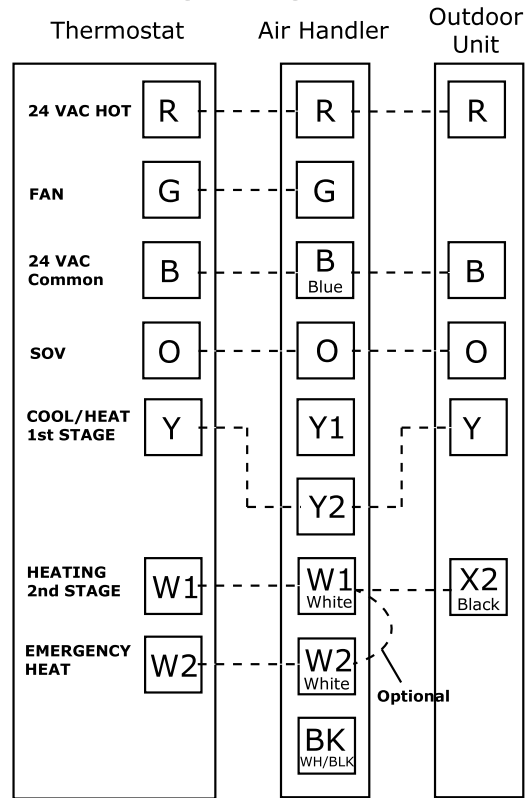 Thermostat Air Handler Outdoor Unit
24 VAC HOT R R R
FAN G G
24 VAC Common B B Blue B
SOV O O O
COOL/HEAT 1st STAGE Y Y1 Y
Y2
HEATING 2nd STAGE W1 W1 White X2 Black
EMERGENCY HEAT W2 W2 White
Optional
BK WH/BLK